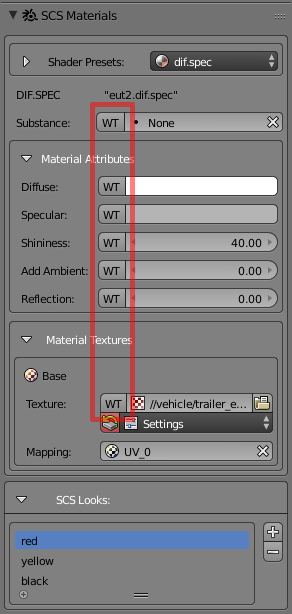 SCS Materials
Shader Presets: dif.spec
DIF.SPEC "eut2.dif.spec"
Substance: WT None
Material Attributes
Diffuse: WT
Specular: WT
Shininess: WT 40.00
Add Ambient: WT 0.00
Reflection: WT 0.00
Material Textures
Base
Texture: WT //vehicle/trailer_e...
Settings
Mapping: UV_0
SCS Looks:
red
yellow
black